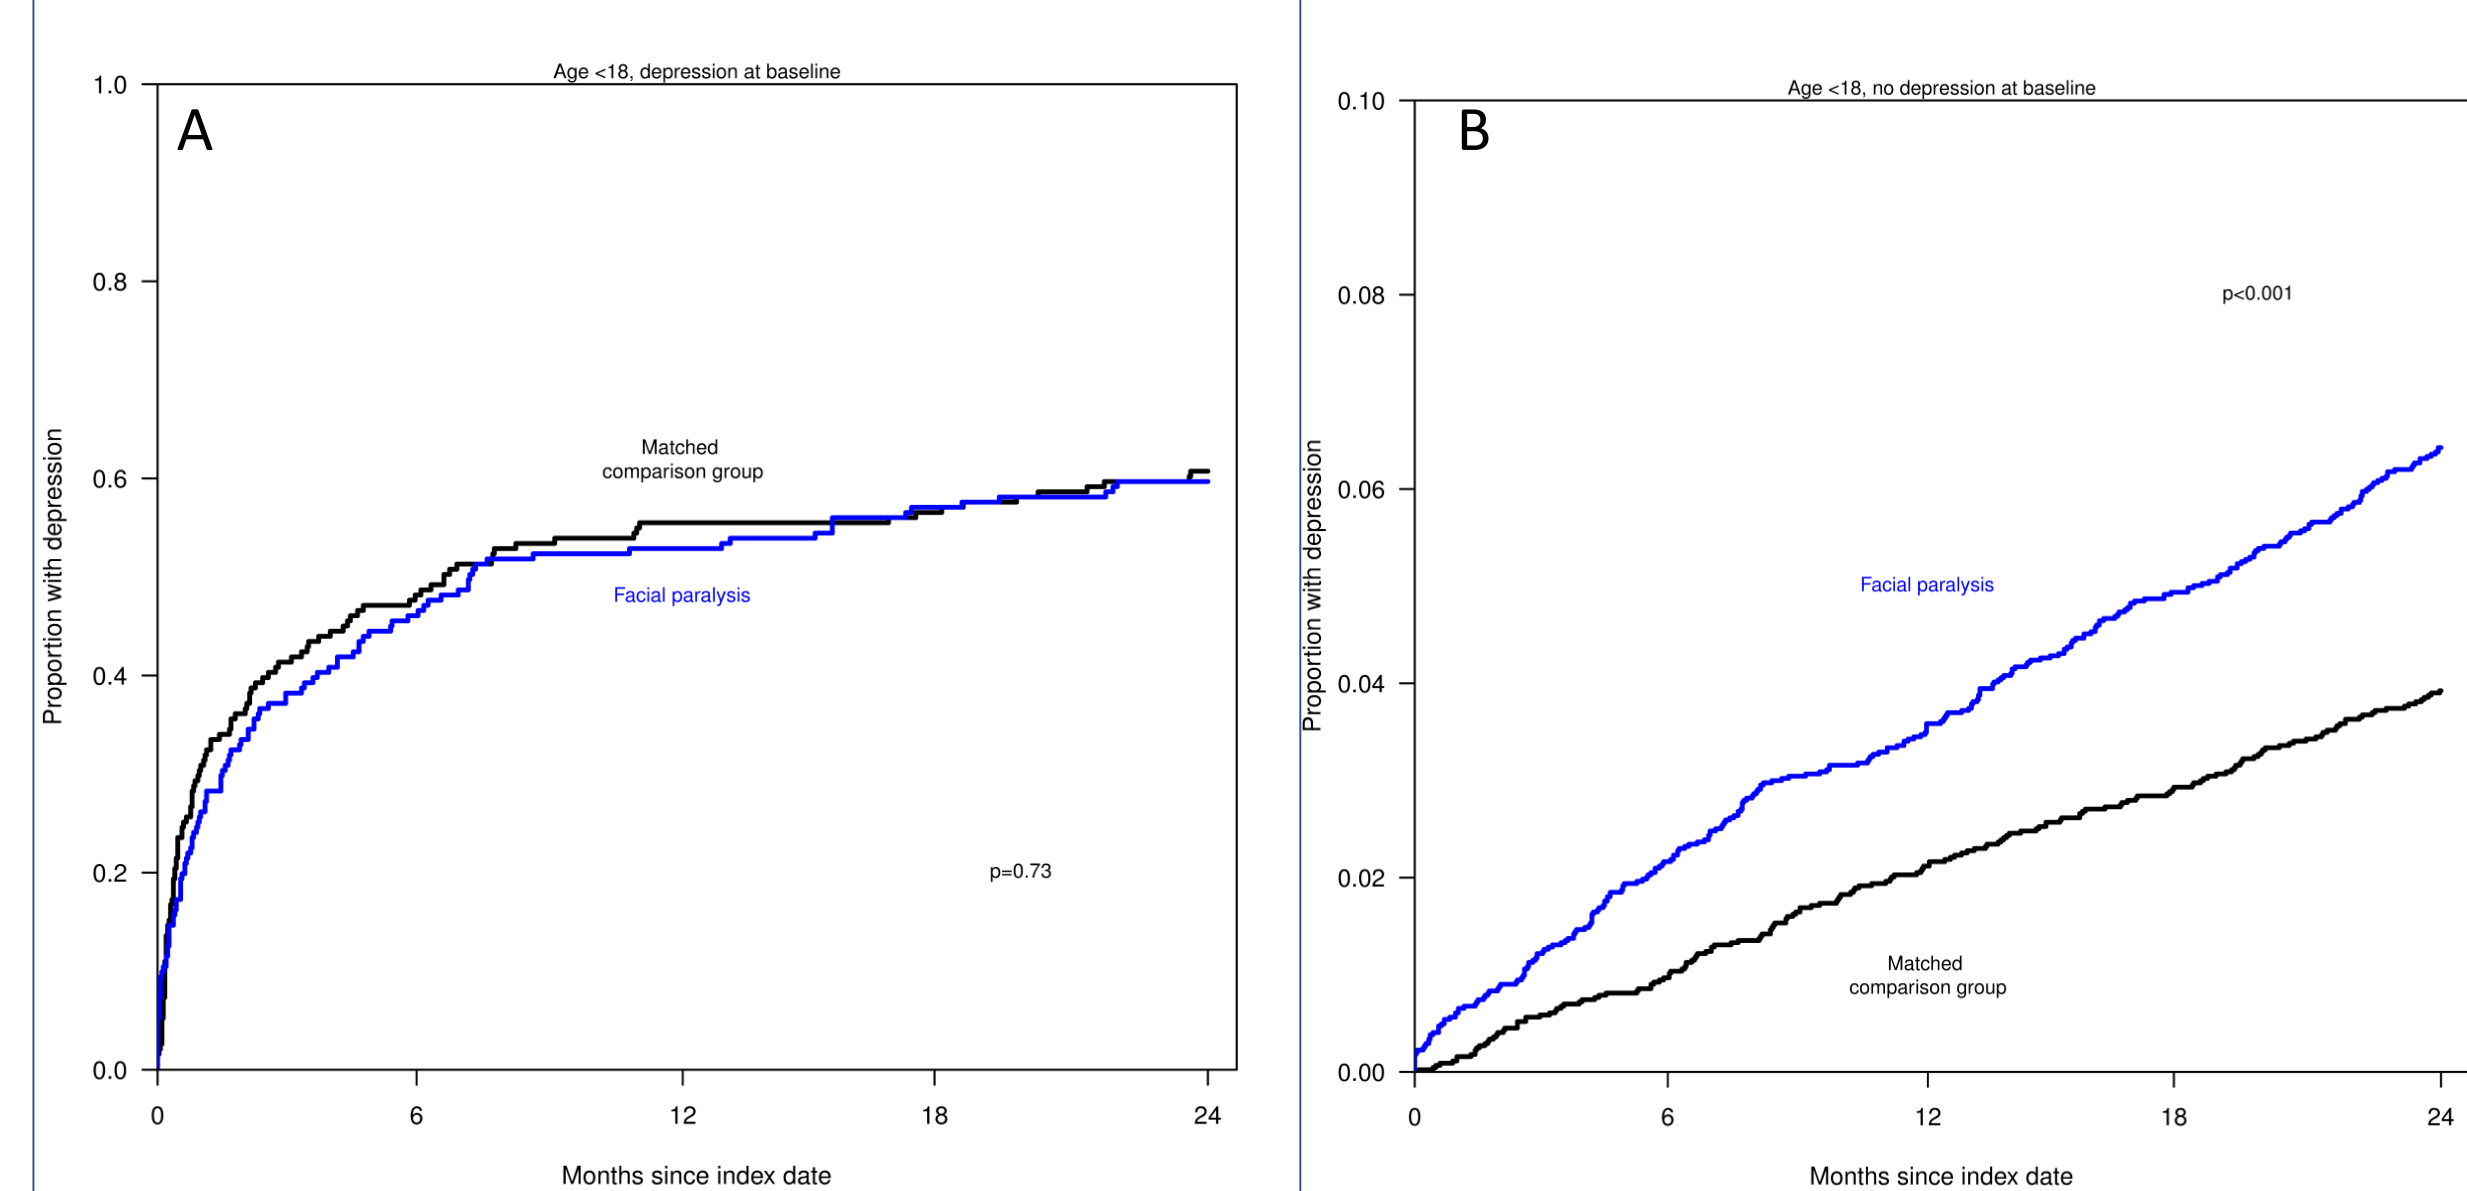 Age <18, depression at baseline
A
1.0
0.8
0.6
0.4
0.2
0.0
Proportion with depression
Matched
comparison group
Facial paralysis
p=0.73
0
6
12
18
24
Months since index date
Age <18, no depression at baseline
B
0.10
0.08
0.06
0.04
0.02
0.00
Proportion with depression
p<0.001
Facial paralysis
Matched
comparison group
0
6
12
18
24
Months since index date